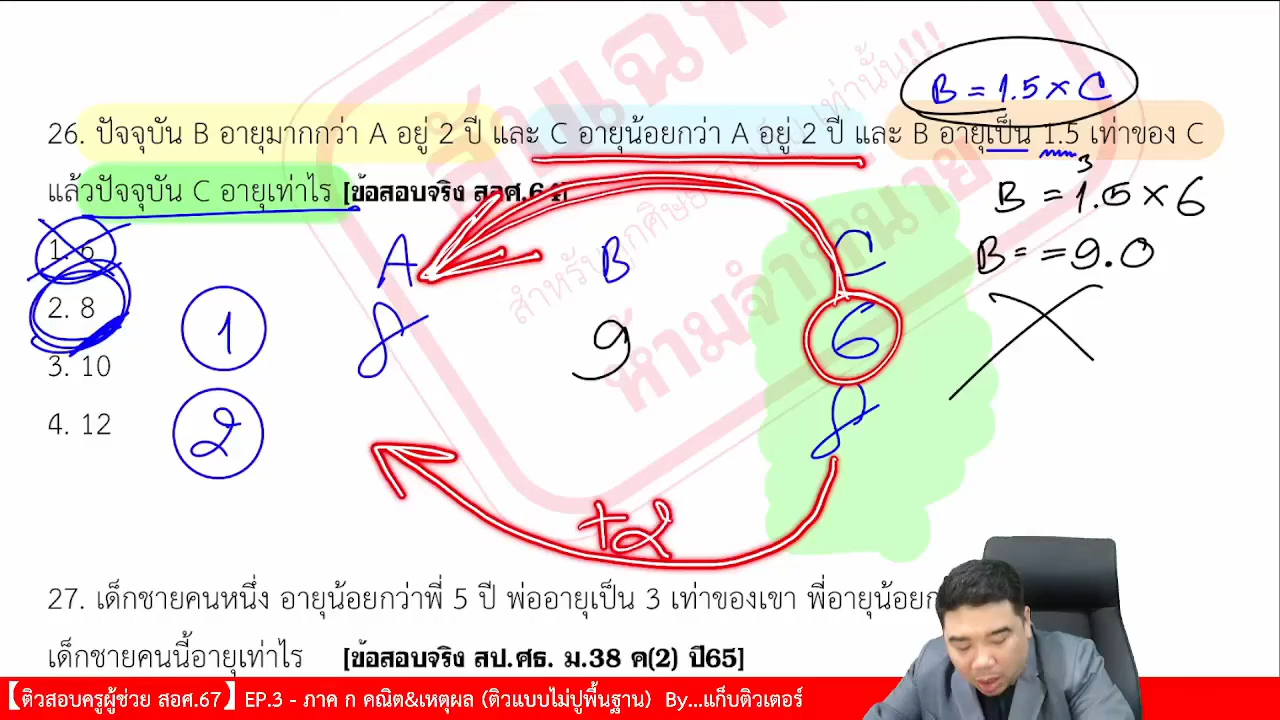 B = 1.5 × C
26. ปัจจุบัน B อายุมากกว่า A อยู่ 2 ปี และ C อายุน้อยกว่า A อยู่ 2 ปี และ B อายุเป็น 1.5 เท่าของ C
แล้วปัจจุบัน C อายุเท่าไร [ข้อสอบจริง สอศ.64]
3
B = 1.5 × 6
B = = 9.0
1. 6
2. 8
3. 10
4. 12
A B C
1 8 9 6
2 8
+2
ห้ามจำหน่าย
27. เด็กชายคนหนึ่ง อายุน้อยกว่าพี่ 5 ปี พ่ออายุเป็น 3 เท่าของเขา พี่อายุน้อย
เด็กชายคนนี้อายุเท่าไร [ข้อสอบจริง สป.ศธ. ม.38 ค(2) ปี65]
【ติวสอบครูผู้ช่วย สอศ.67】 EP.3 - ภาค ก คณิต&เหตุผล (ติวแบบไม่ปูพื้นฐาน) By...แก็บติวเตอร์